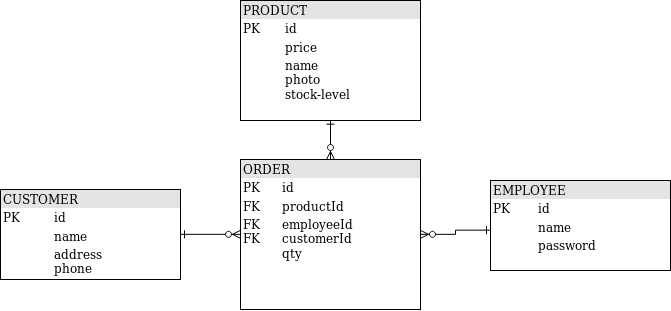 PRODUCT
PK id
price
name
photo
stock-level
ORDER
PK id
FK productId
FK employeeId
FK customerId
qty
CUSTOMER
PK id
name
address
phone
EMPLOYEE
PK id
name
password